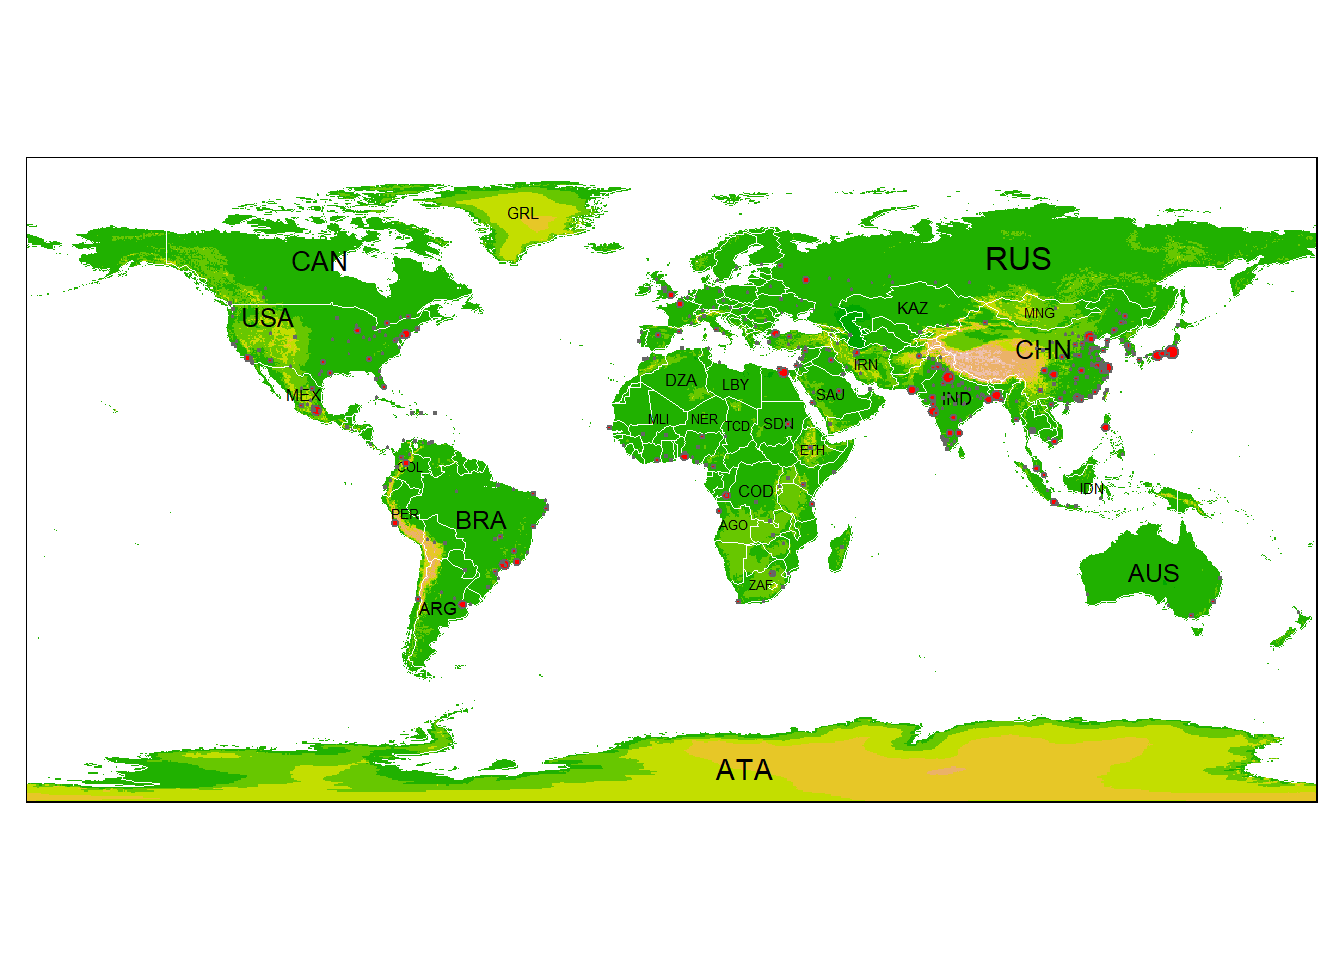 GRL
CAN
RUS
USA
KAZ
MNG
CHN
IRN
DZA
LBY
MEX
SAU
IND
MLI
NER
TCD
SDN
ETH
COL
COD
IDN
PER
BRA
AGO
AUS
ZAF
ARG
ATA